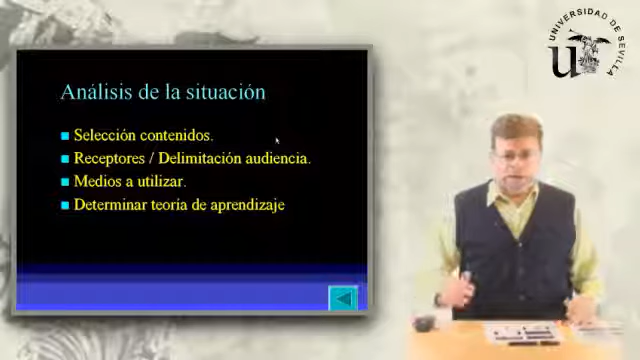 Análisis de la situación
Selección contenidos.
Receptores / Delimitación audiencia.
Medios a utilizar.
Determinar teoría de aprendizaje
UNIVERSIDAD DE SEVILLA